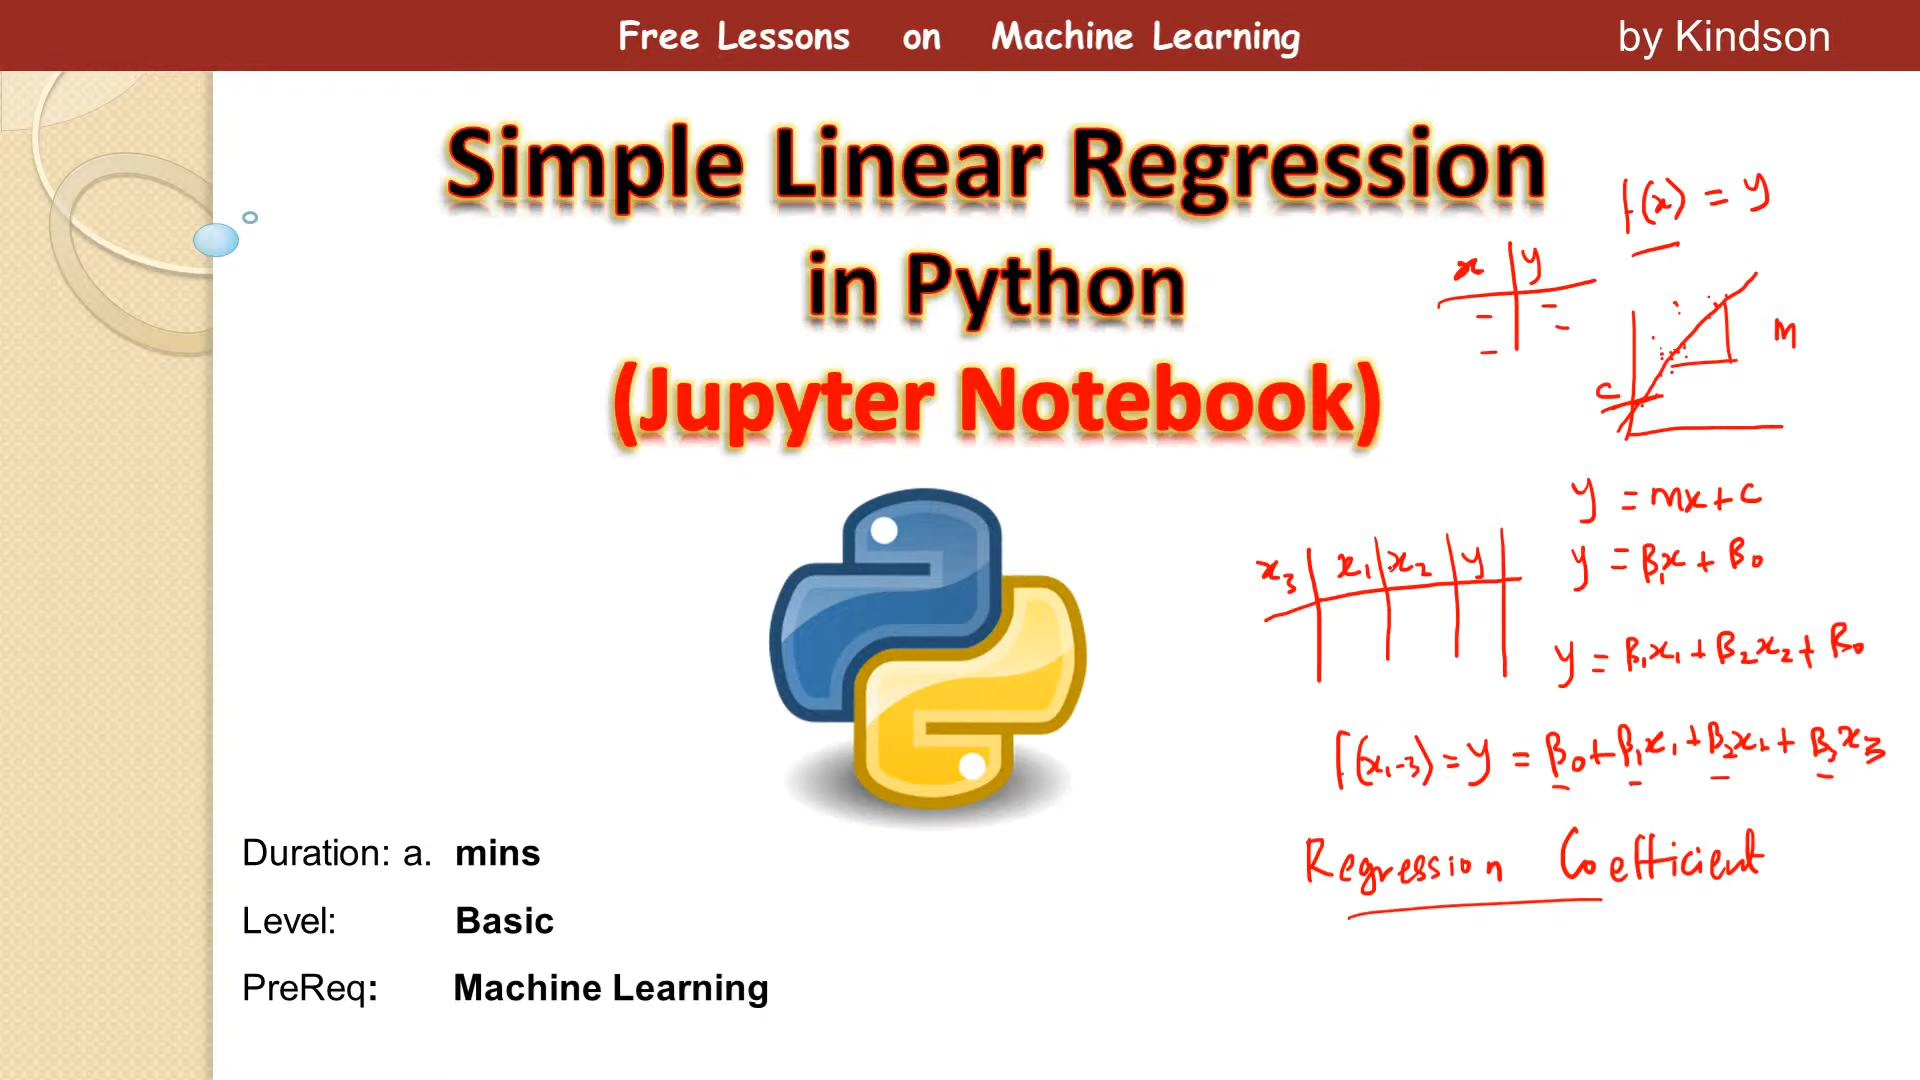 Free Lessons on Machine Learning by Kindson
Simple Linear Regression
in Python
(Jupyter Notebook)
f(x) = y
x y
m
c
y = mx + c
y = β₁x + β₀
x₃ x₁ x₂ y
y = β₁x₁ + β₂x₂ + β₀
f(x₁-₃) = y = β₀ + β₁x₁ + β₂x₂ + β₃x₃
Regression Coefficient
Duration: a. mins
Level: Basic
PreReq: Machine Learning